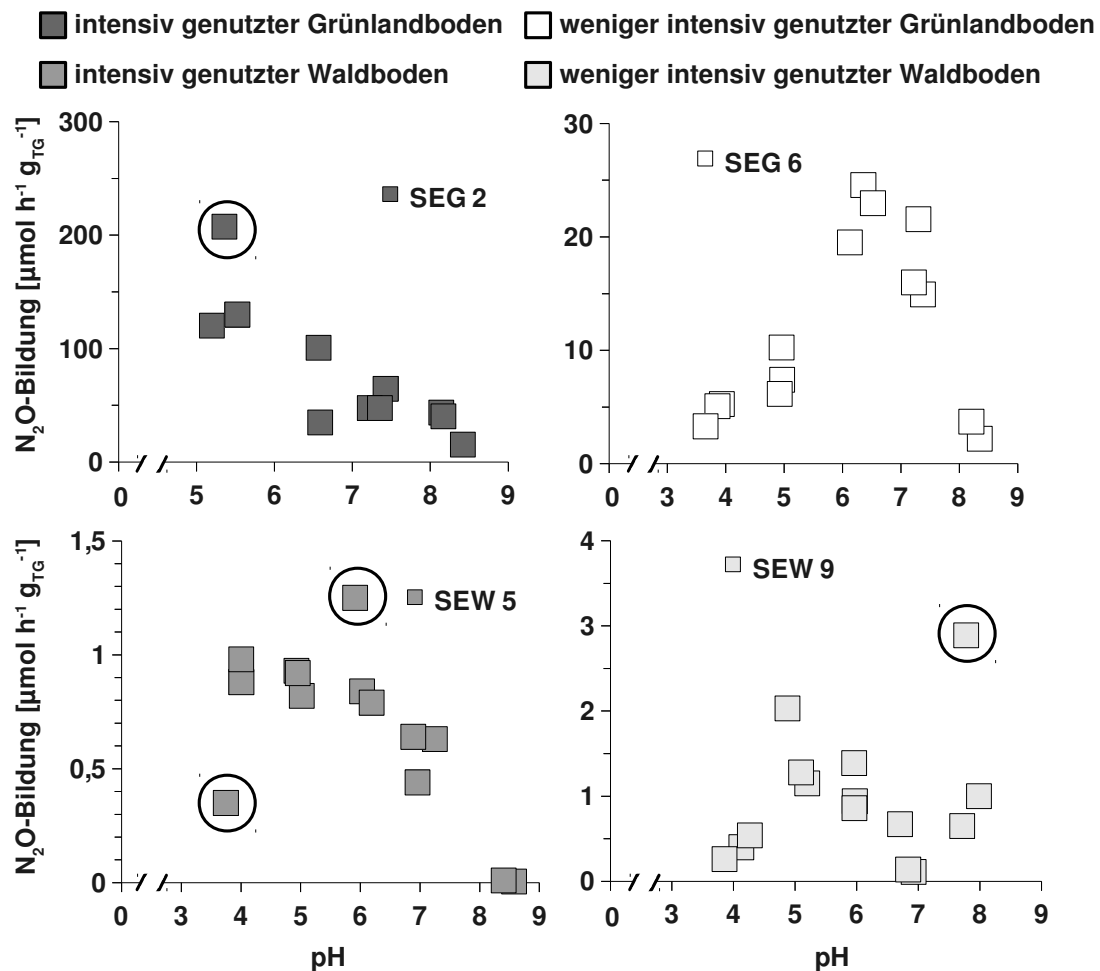 intensiv genutzter Grünlandboden
weniger intensiv genutzter Grünlandboden
intensiv genutzter Waldboden
weniger intensiv genutzter Waldboden
N₂O-Bildung [µmol h⁻¹ g_TG⁻¹]
300
200
100
0
SEG 2
0 5 6 7 8 9
30
20
10
0
SEG 6
0 3 4 5 6 7 8 9
N₂O-Bildung [µmol h⁻¹ g_TG⁻¹]
1,5
1
0,5
0
SEW 5
0 3 4 5 6 7 8 9
pH
4
3
2
1
0
SEW 9
0 3 4 5 6 7 8 9
pH